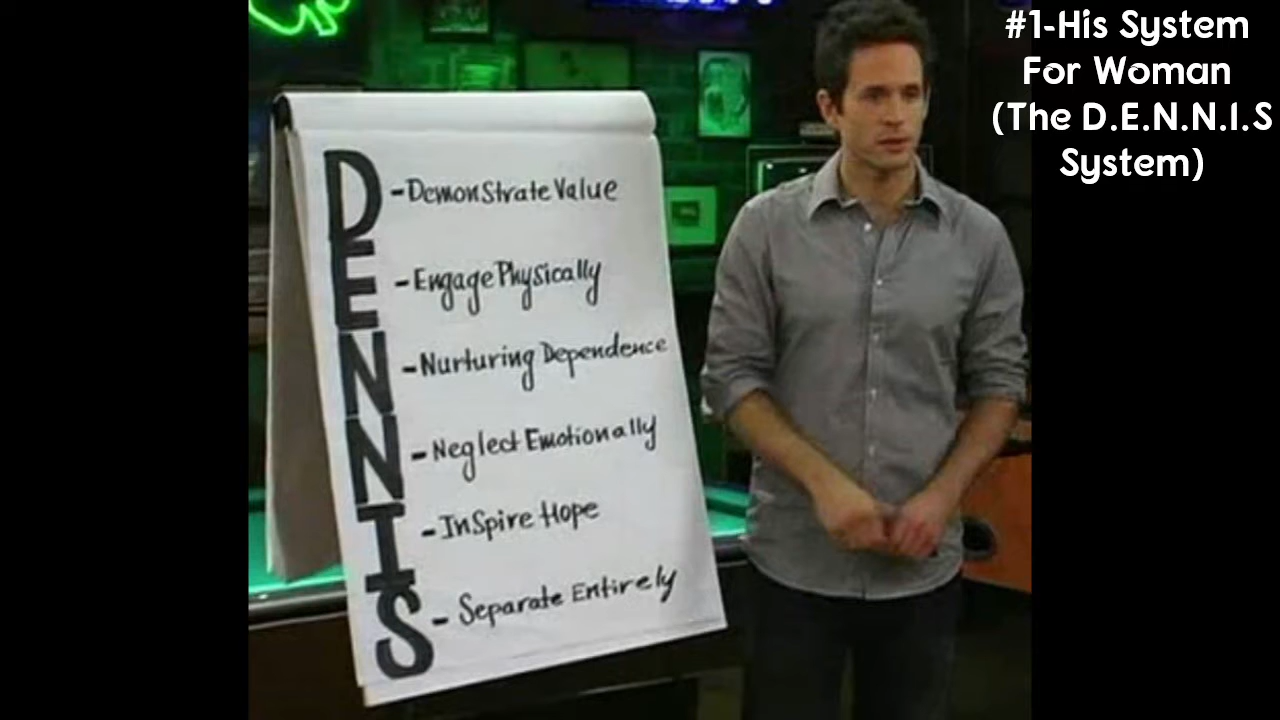 #1-His System
For Woman
(The D.E.N.N.I.S
System)
D -Demonstrate Value
E -Engage Physically
N -Nurturing Dependence
N -Neglect Emotionally
I -Inspire Hope
S - Separate Entirely